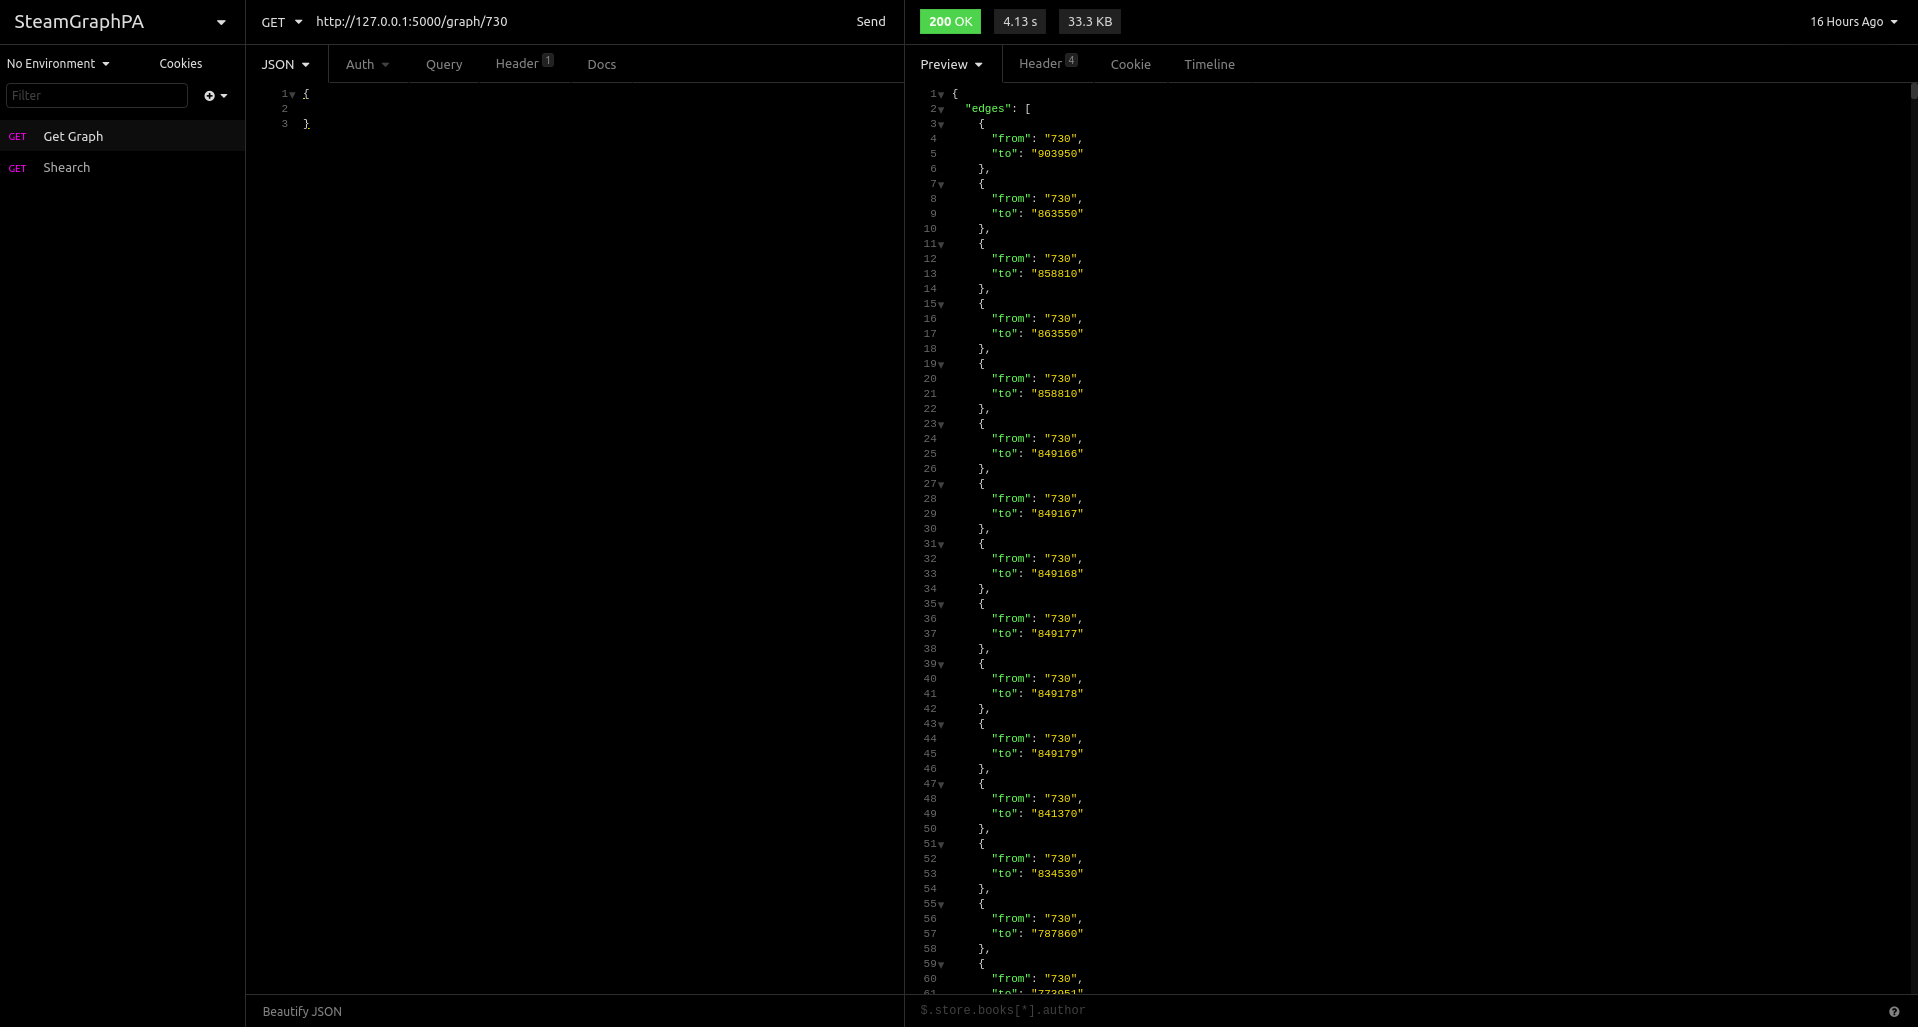 SteamGraphPA
No Environment Cookies
Filter
GET Get Graph
GET Shearch
GET http://127.0.0.1:5000/graph/730 Send
JSON Auth Query Header 1 Docs
1 {
2
3 }
Beautify JSON
200 OK 4.13 s 33.3 KB 16 Hours Ago
Preview Header 4 Cookie Timeline
1 {
2 "edges": [
3 {
4 "from": "730",
5 "to": "903950"
6 },
7 {
8 "from": "730",
9 "to": "863550"
10 },
11 {
12 "from": "730",
13 "to": "858810"
14 },
15 {
16 "from": "730",
17 "to": "863550"
18 },
19 {
20 "from": "730",
21 "to": "858810"
22 },
23 {
24 "from": "730",
25 "to": "849166"
26 },
27 {
28 "from": "730",
29 "to": "849167"
30 },
31 {
32 "from": "730",
33 "to": "849168"
34 },
35 {
36 "from": "730",
37 "to": "849177"
38 },
39 {
40 "from": "730",
41 "to": "849178"
42 },
43 {
44 "from": "730",
45 "to": "849179"
46 },
47 {
48 "from": "730",
49 "to": "841370"
50 },
51 {
52 "from": "730",
53 "to": "834530"
54 },
55 {
56 "from": "730",
57 "to": "787860"
58 },
59 {
60 "from": "730",
61 "to": "773951"
$.store.books[*].author